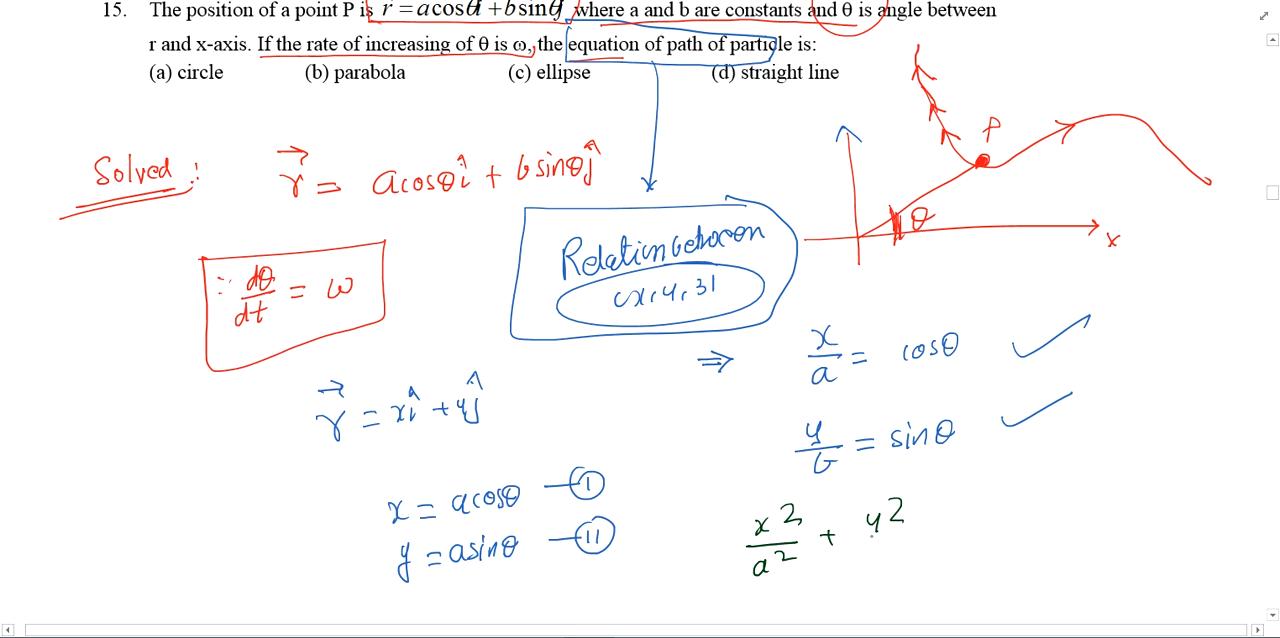 15. The position of a point P is r = a cosθ î + b sinθ ĵ, where a and b are constants and θ is angle between
r and x-axis. If the rate of increasing of θ is ω, the equation of path of particle is:
(a) circle (b) parabola (c) ellipse (d) straight line
P
θ
x
Solved :
r⃗ = a cosθ î + b sinθ ĵ
Relation between
(x, y, z)
∵ dθ/dt = ω
⇒ x/a = cosθ
r⃗ = x î + y ĵ
y/b = sinθ
x = a cosθ — I
y = a sinθ — II
x²/a² + y²